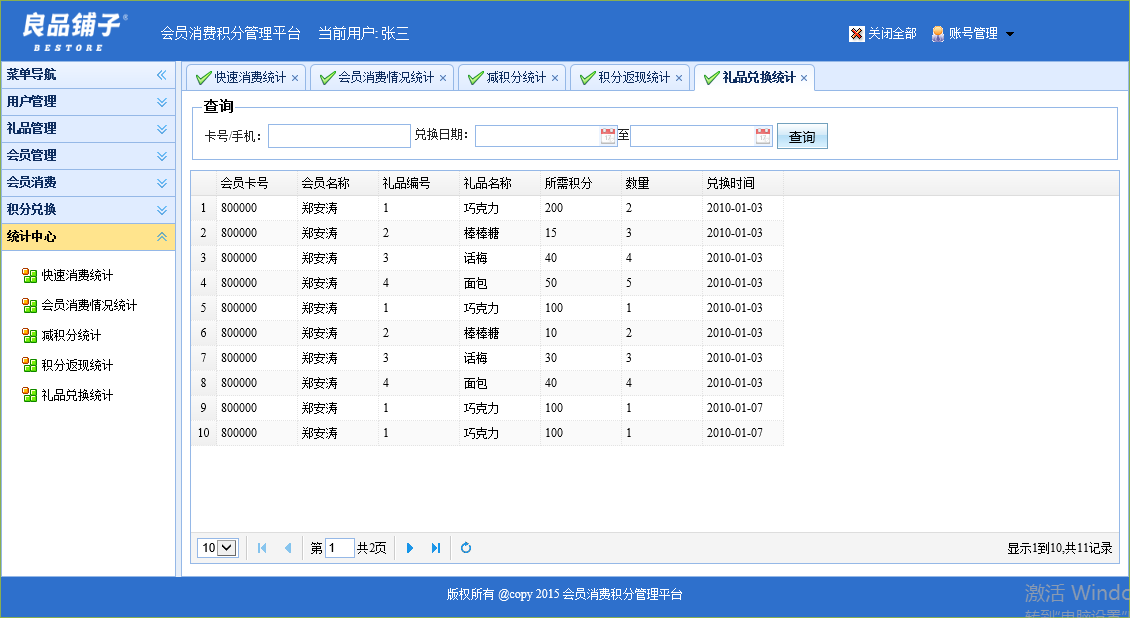 良品铺子®
BESTORE
会员消费积分管理平台 当前用户: 张三
关闭全部 账号管理
菜单导航
用户管理
礼品管理
会员管理
会员消费
积分兑换
统计中心
快速消费统计
会员消费情况统计
减积分统计
积分返现统计
礼品兑换统计
快速消费统计 会员消费情况统计 减积分统计 积分返现统计 礼品兑换统计
查询
卡号/手机: 兑换日期: 至 查询
会员卡号 会员名称 礼品编号 礼品名称 所需积分 数量 兑换时间
1 800000 郑安涛 1 巧克力 200 2 2010-01-03
2 800000 郑安涛 2 棒棒糖 15 3 2010-01-03
3 800000 郑安涛 3 话梅 40 4 2010-01-03
4 800000 郑安涛 4 面包 50 5 2010-01-03
5 800000 郑安涛 1 巧克力 100 1 2010-01-03
6 800000 郑安涛 2 棒棒糖 10 2 2010-01-03
7 800000 郑安涛 3 话梅 30 3 2010-01-03
8 800000 郑安涛 4 面包 40 4 2010-01-03
9 800000 郑安涛 1 巧克力 100 1 2010-01-07
10 800000 郑安涛 1 巧克力 100 1 2010-01-07
10 第 1 共2页 显示1到10,共11记录
版权所有 @copy 2015 会员消费积分管理平台
激活 Windo
转到"电脑设置"